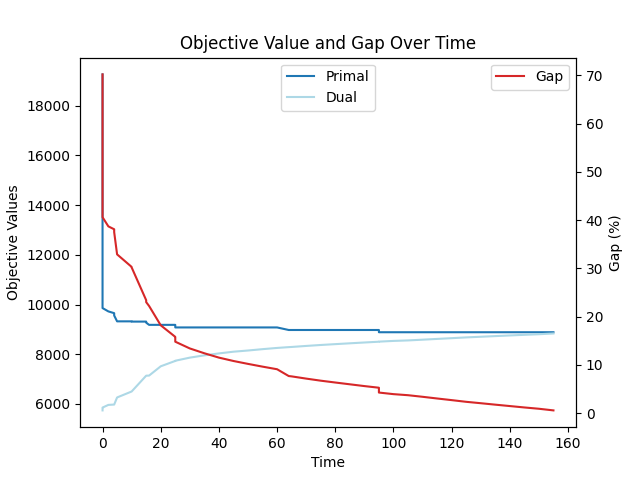 Objective Value and Gap Over Time
Primal
Dual
Gap
18000
16000
14000
12000
10000
8000
6000
Objective Values
70
60
50
40
30
20
10
0
Gap (%)
0 20 40 60 80 100 120 140 160
Time